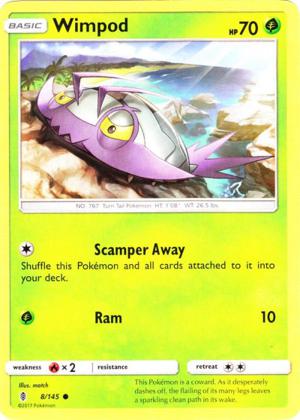 BASIC Wimpod HP 70
NO. 767 Turn Tail Pokémon HT: 1'08" WT: 26.5 lbs.
Scamper Away
Shuffle this Pokémon and all cards attached to it into
your deck.
Ram 10
weakness × 2 resistance retreat
Illus. match
8/145
This Pokémon is a coward. As it desperately
dashes off, the flailing of its many legs leaves
a sparkling clean path in its wake.
©2017 Pokémon